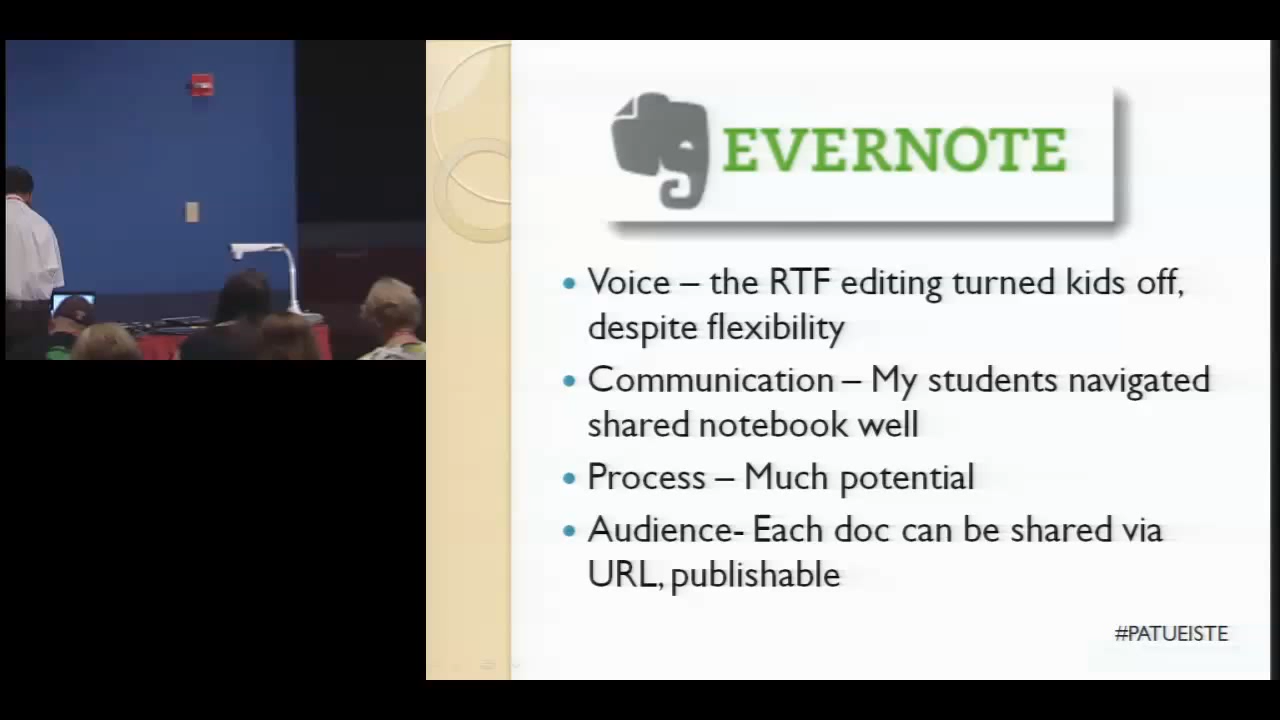 EVERNOTE
• Voice – the RTF editing turned kids off,
despite flexibility
• Communication – My students navigated
shared notebook well
• Process – Much potential
• Audience- Each doc can be shared via
URL, publishable
#PATUEISTE